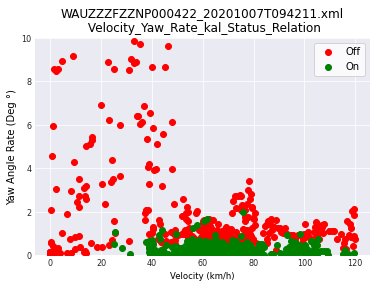 WAUZZZFZZNP000422_20201007T094211.xml
Velocity_Yaw_Rate_kal_Status_Relation
Off
On
Yaw Angle Rate (Deg °)
10
8
6
4
2
0
0 20 40 60 80 100 120
Velocity (km/h)